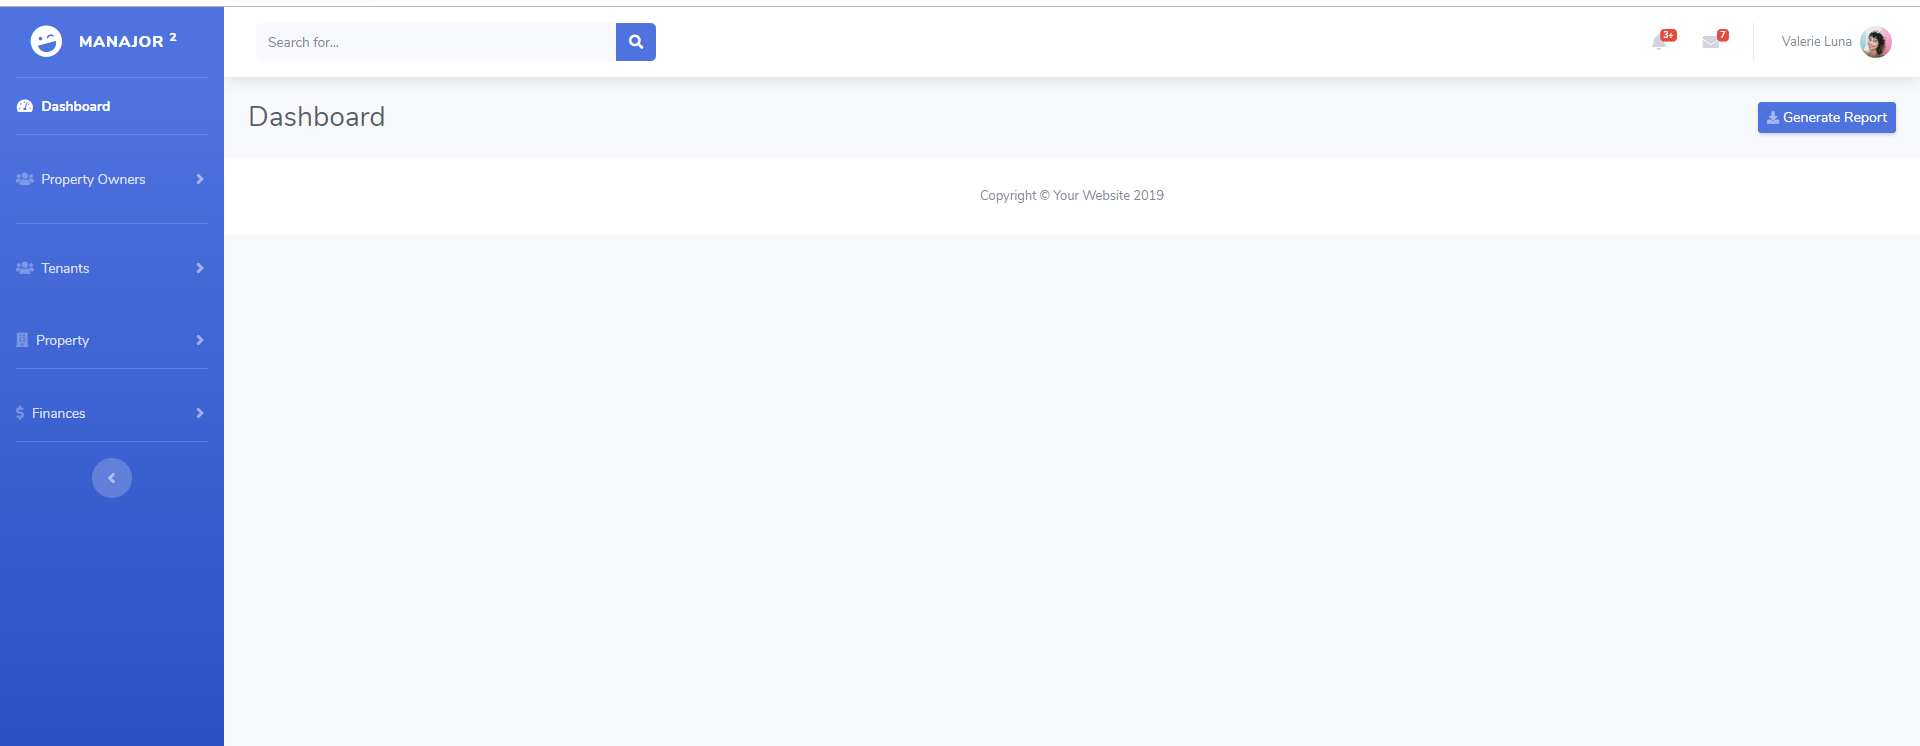 MANAJOR 2
Dashboard
Property Owners
Tenants
Property
$ Finances
Search for...
3+
7
Valerie Luna
Dashboard
Generate Report
Copyright © Your Website 2019